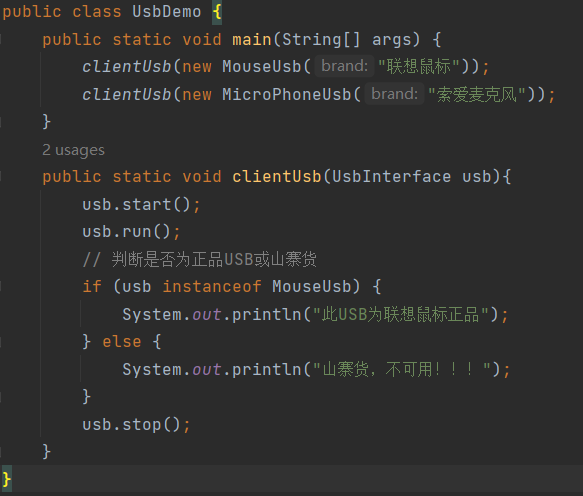 public class UsbDemo {
    public static void main(String[] args) {
        clientUsb(new MouseUsb( brand: "联想鼠标"));
        clientUsb(new MicroPhoneUsb( brand: "索爱麦克风"));
    }
    2 usages
    public static void clientUsb(UsbInterface usb){
        usb.start();
        usb.run();
        // 判断是否为正品USB或山寨货
        if (usb instanceof MouseUsb) {
            System.out.println("此USB为联想鼠标正品");
        } else {
            System.out.println("山寨货，不可用！！！");
        }
        usb.stop();
    }
}